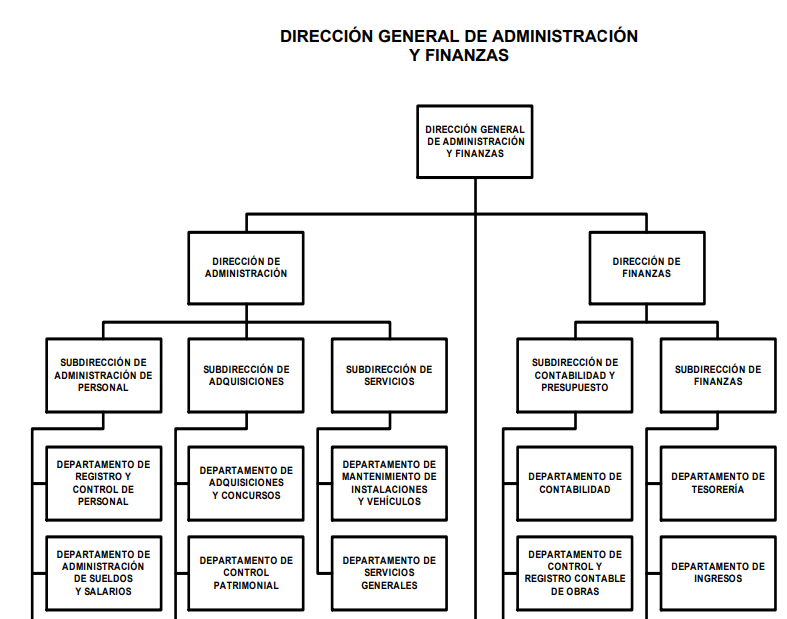 DIRECCIÓN GENERAL DE ADMINISTRACIÓN
Y FINANZAS
DIRECCIÓN GENERAL
DE ADMINISTRACIÓN
Y FINANZAS
DIRECCIÓN DE
ADMINISTRACIÓN
DIRECCIÓN DE
FINANZAS
SUBDIRECCIÓN DE
ADMINISTRACIÓN DE
PERSONAL
SUBDIRECCIÓN DE
ADQUISICIONES
SUBDIRECCIÓN DE
SERVICIOS
SUBDIRECCIÓN DE
CONTABILIDAD Y
PRESUPUESTO
SUBDIRECCIÓN DE
FINANZAS
DEPARTAMENTO DE
REGISTRO Y
CONTROL DE
PERSONAL
DEPARTAMENTO DE
ADQUISICIONES
Y CONCURSOS
DEPARTAMENTO DE
MANTENIMIENTO DE
INSTALACIONES
Y VEHÍCULOS
DEPARTAMENTO DE
CONTABILIDAD
DEPARTAMENTO DE
TESORERÍA
DEPARTAMENTO DE
ADMINISTRACIÓN
DE SUELDOS
Y SALARIOS
DEPARTAMENTO DE
CONTROL
PATRIMONIAL
DEPARTAMENTO DE
SERVICIOS
GENERALES
DEPARTAMENTO DE
CONTROL Y
REGISTRO CONTABLE
DE OBRAS
DEPARTAMENTO DE
INGRESOS